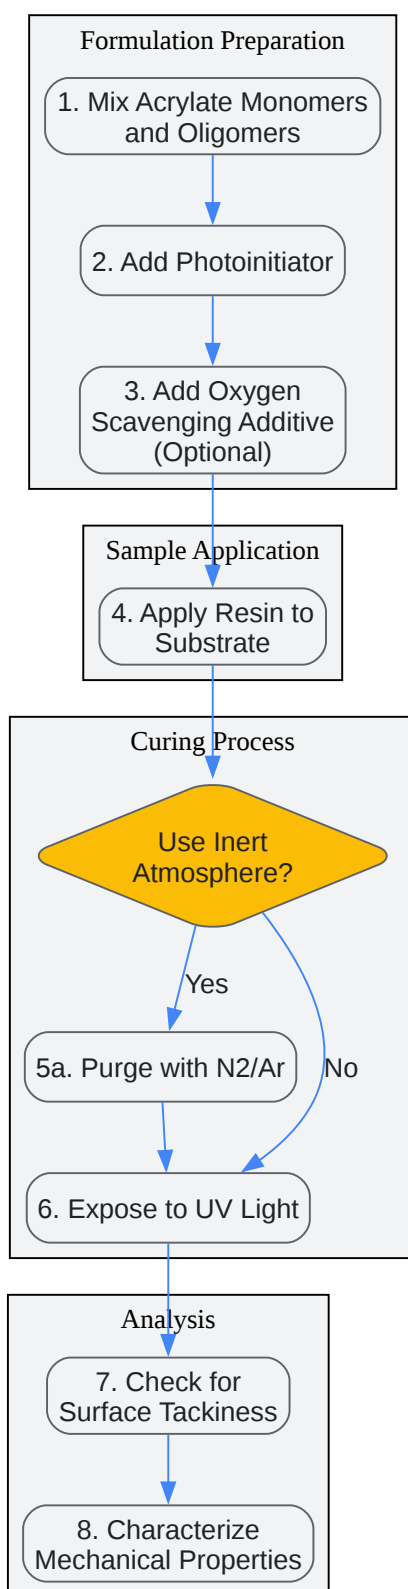 Formulation Preparation
1. Mix Acrylate Monomers
and Oligomers
2. Add Photoinitiator
3. Add Oxygen
Scavenging Additive
(Optional)
Sample Application
4. Apply Resin to
Substrate
Curing Process
Use Inert
Atmosphere?
Yes
5a. Purge with N2/Ar
No
6. Expose to UV Light
Analysis
7. Check for
Surface Tackiness
8. Characterize
Mechanical Properties